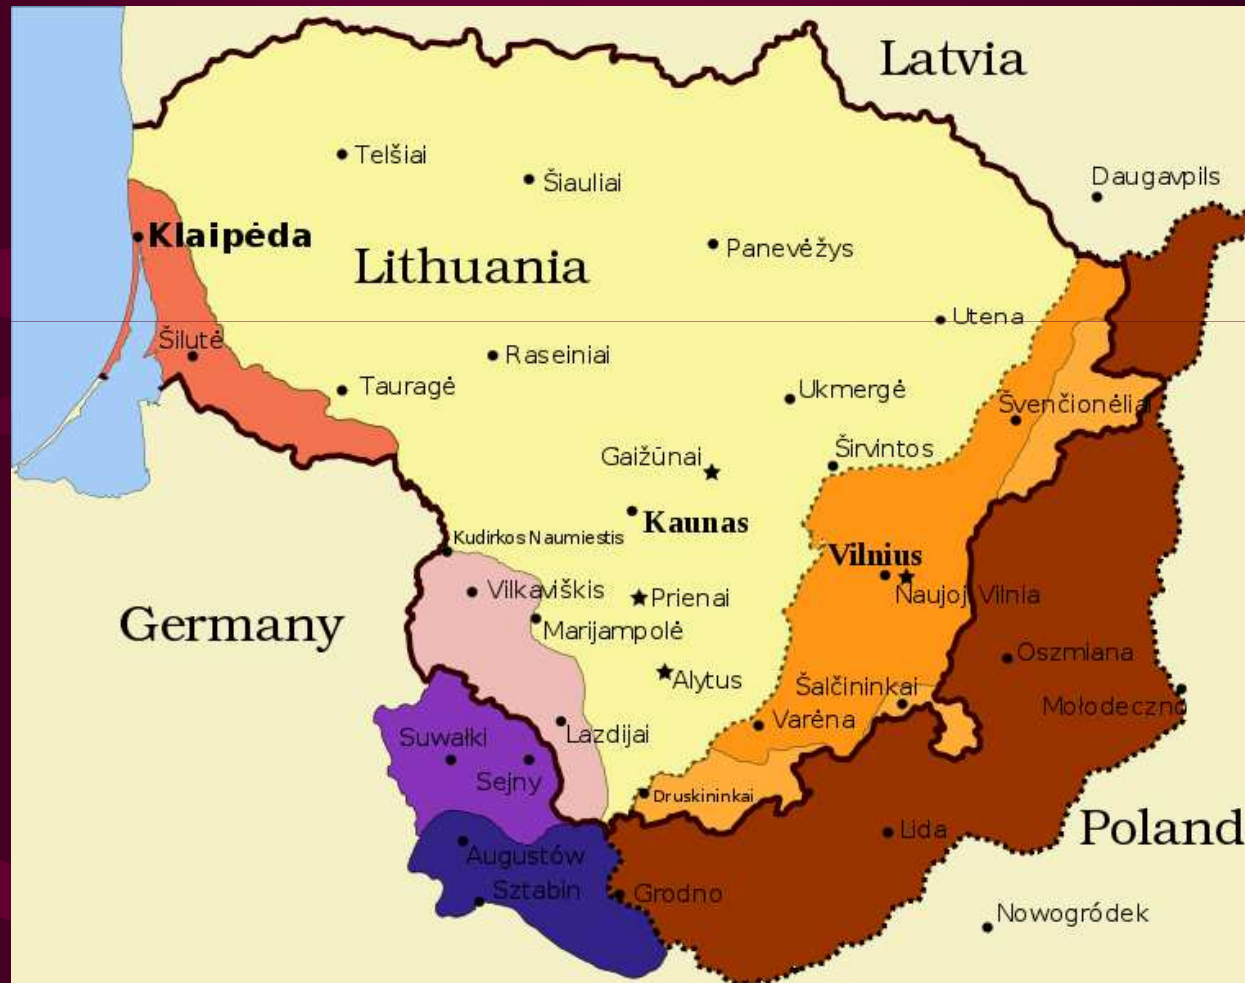 Latvia
Telšiai
Daugavpils
Šiauliai
Klaipėda
Panevėžys
Lithuania
Utena
Šilutė
Raseiniai
Tauragė
Ukmergė
Švenčionėliai
Širvintos
Gaižūnai
Kaunas
Kudirkos Naumiestis
Vilnius
Vilkaviškis
Prienai
Naujoji Vilnia
Germany
Marijampolė
Oszmiana
Alytus
Šalčininkai
Mołodeczno
Varėna
Lazdijai
Suwałki
Sejny
Druskininkai
Poland
Lida
Augustów
Sztabin
Grodno
Nowogródek